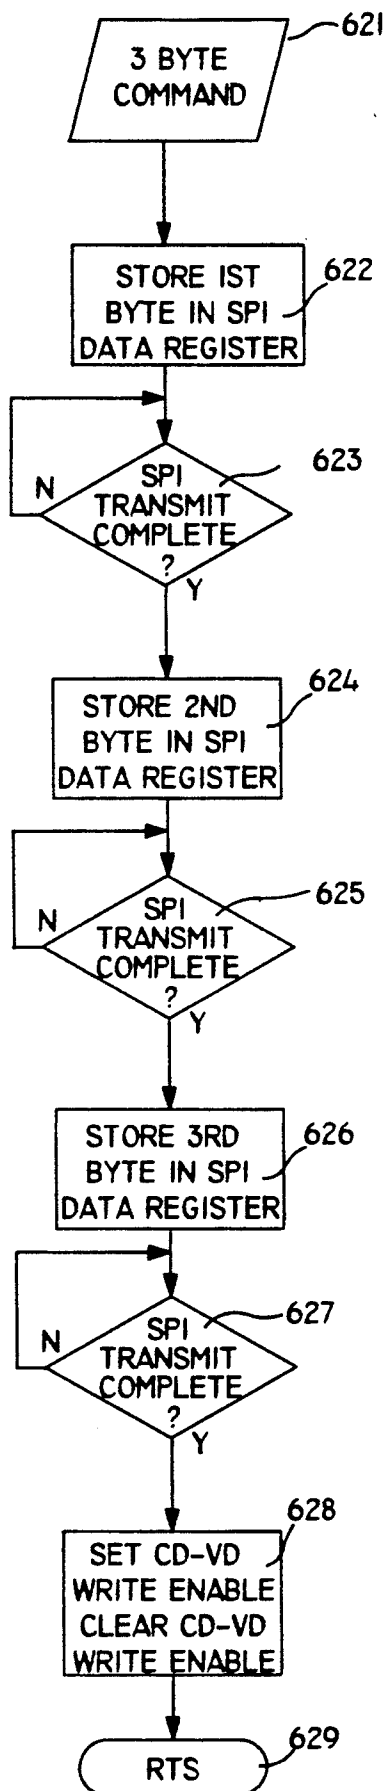 621
3 BYTE
COMMAND
622
STORE 1ST
BYTE IN SPI
DATA REGISTER
623
N
SPI
TRANSMIT
COMPLETE
?
Y
624
STORE 2ND
BYTE IN SPI
DATA REGISTER
625
N
SPI
TRANSMIT
COMPLETE
?
Y
626
STORE 3RD
BYTE IN SPI
DATA REGISTER
627
N
SPI
TRANSMIT
COMPLETE
?
Y
628
SET CD-VD
WRITE ENABLE
CLEAR CD-VD
WRITE ENABLE
629
RTS